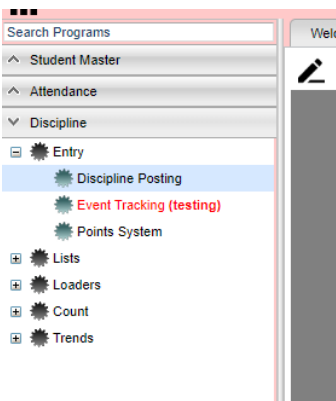 Search Programs
Student Master
Attendance
Discipline
Entry
Discipline Posting
Event Tracking (testing)
Points System
Lists
Loaders
Count
Trends